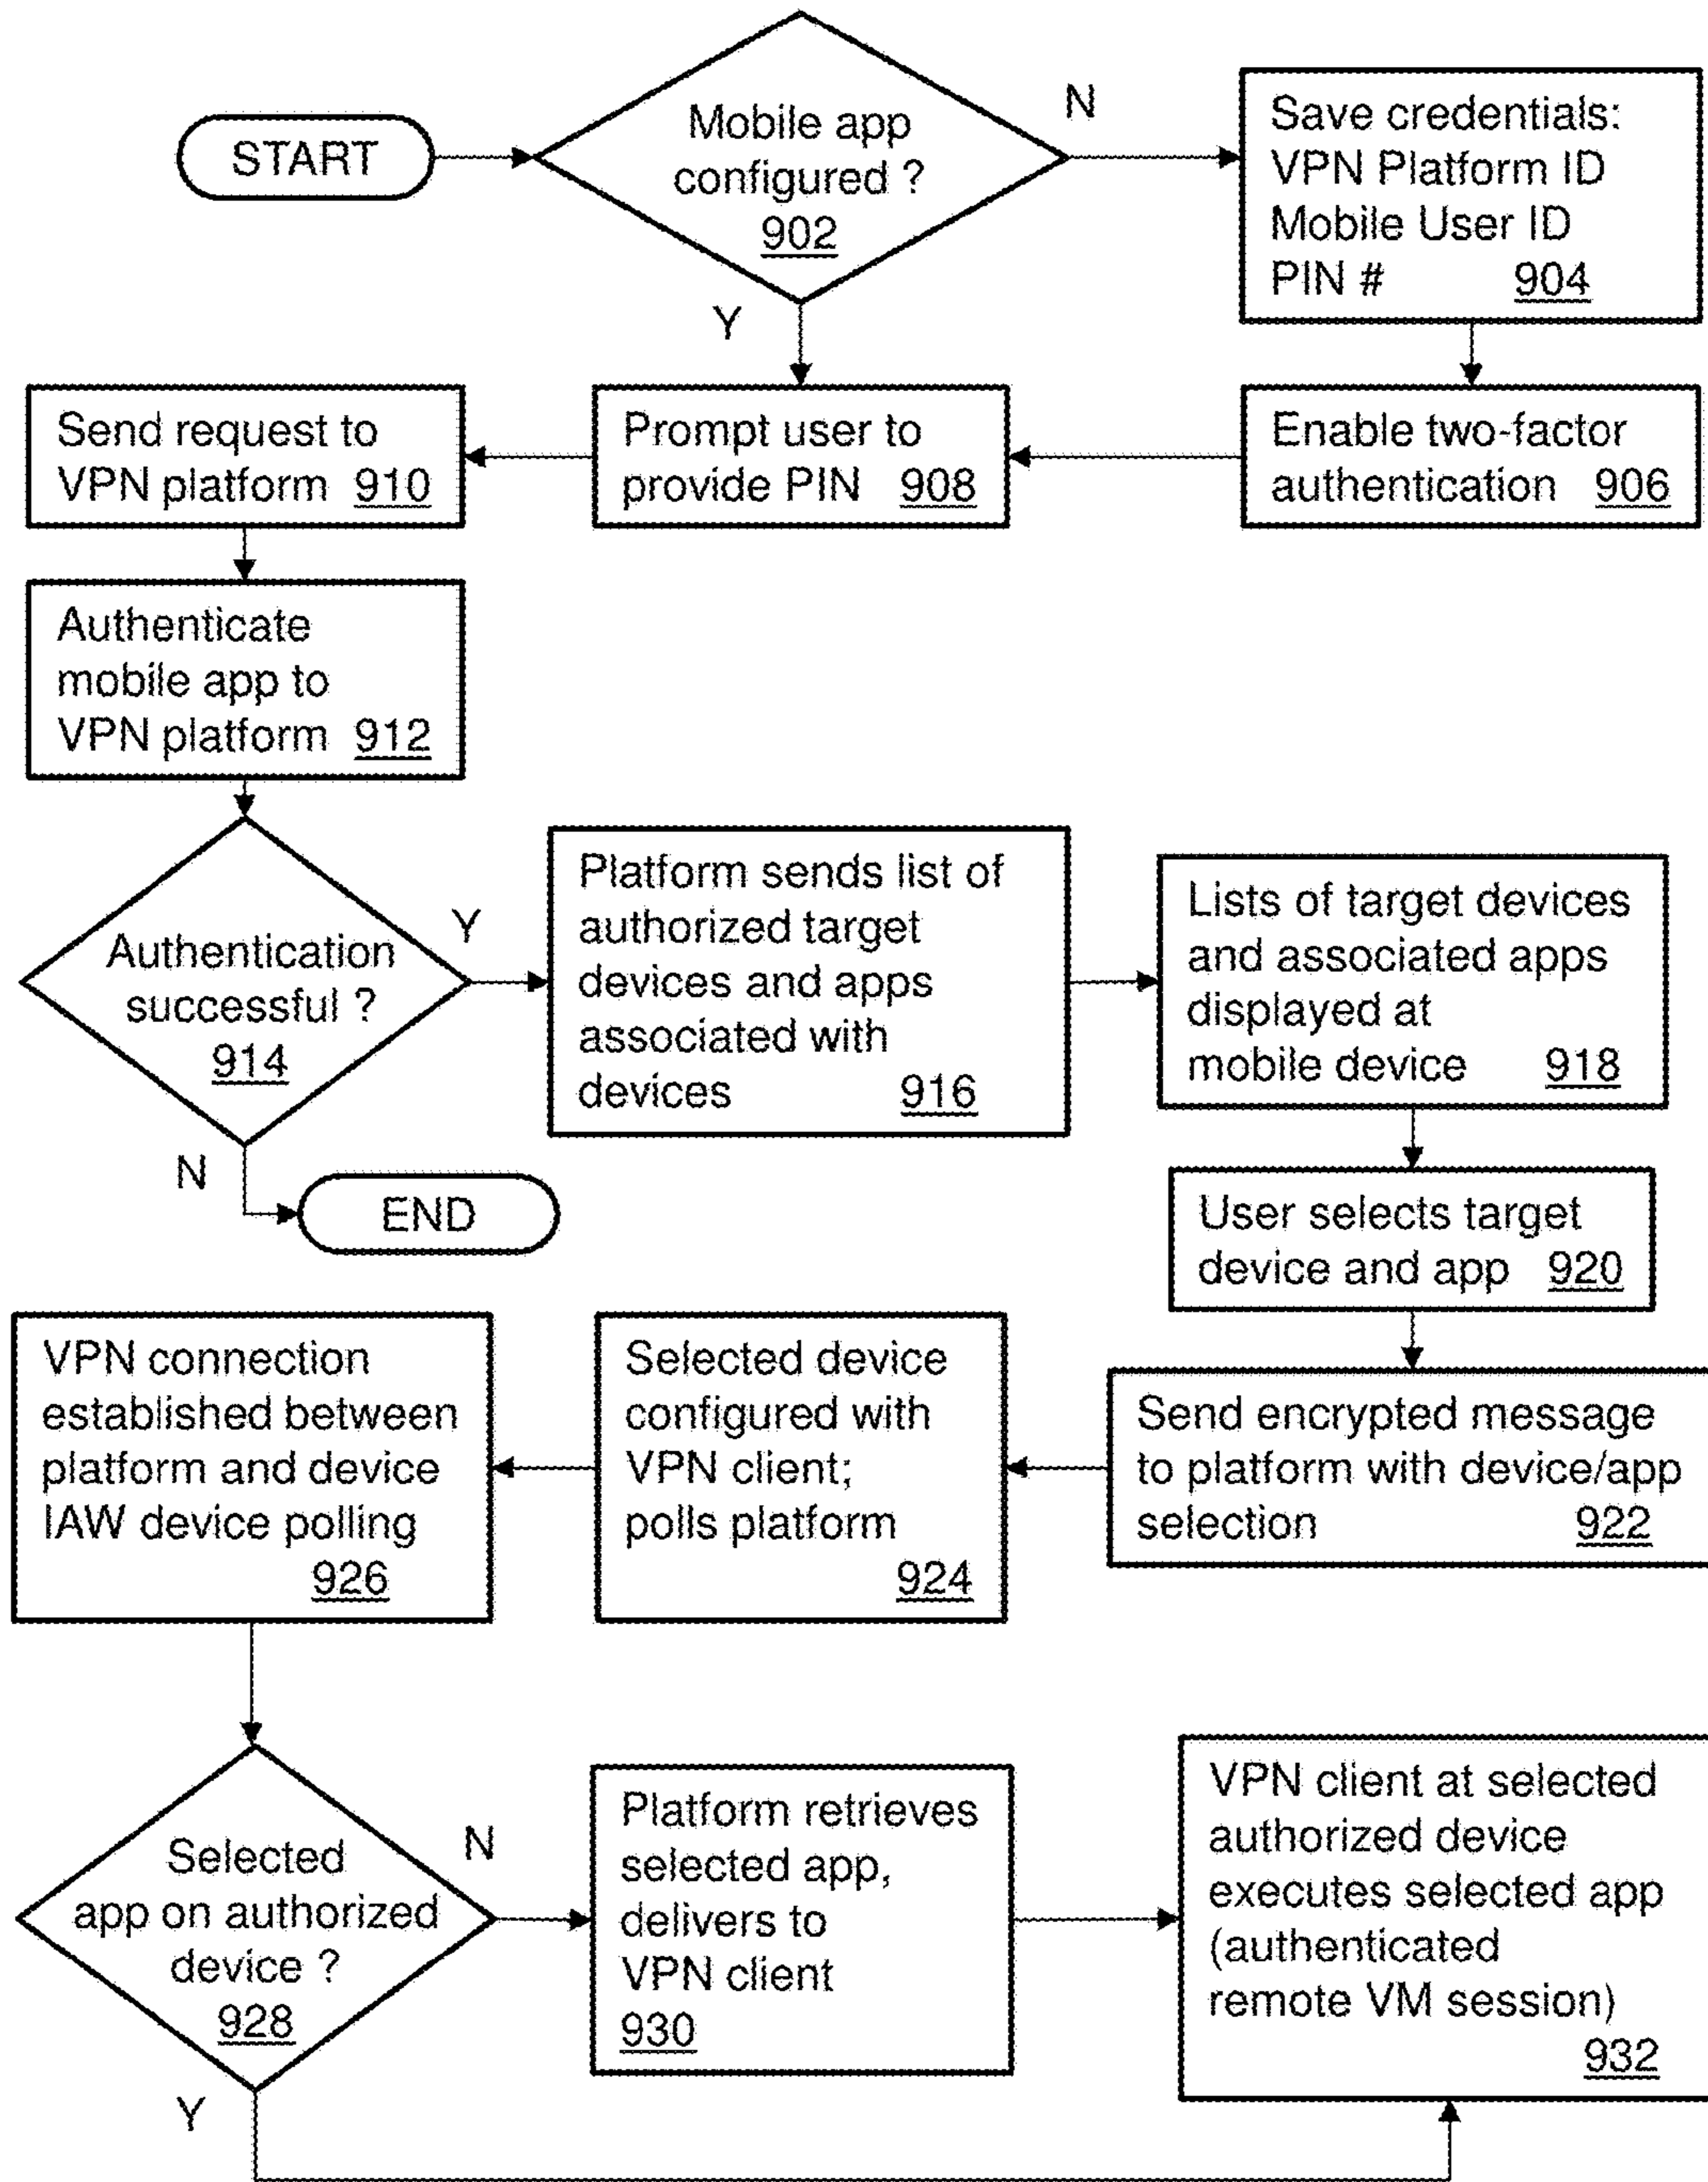 START
Mobile app
configured ?
902
N
Y
Save credentials:
VPN Platform ID
Mobile User ID
PIN # 904
Enable two-factor
authentication 906
Prompt user to
provide PIN 908
Send request to
VPN platform 910
Authenticate
mobile app to
VPN platform 912
Authentication
successful ?
914
Y
N
END
Platform sends list of
authorized target
devices and apps
associated with
devices 916
Lists of target devices
and associated apps
displayed at
mobile device 918
User selects target
device and app 920
Send encrypted message
to platform with device/app
selection 922
Selected device
configured with
VPN client;
polls platform
924
VPN connection
established between
platform and device
IAW device polling
926
Selected
app on authorized
device ?
928
N
Y
Platform retrieves
selected app,
delivers to
VPN client
930
VPN client at selected
authorized device
executes selected app
(authenticated
remote VM session)
932